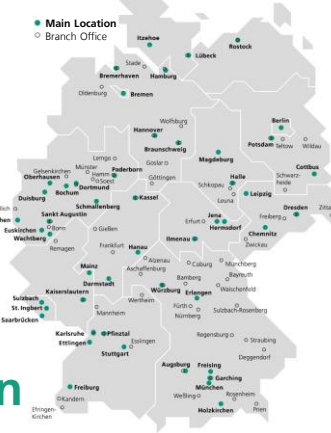 Main Location
Branch Office
Itzehoe
Rostock
Lübeck
Stade
Bremerhaven
Hamburg
Oldenburg
Bremen
Wolfsburg
Berlin
Hannover
Braunschweig
Potsdam
Teltow
Wildau
Lemgo
Goslar
Magdeburg
Cottbus
Gelsenkirchen
Münster
Paderborn
Oberhausen
Hamm
Soest
Göttingen
Halle
Schwarz-
heide
Dortmund
Schkopau
Duisburg
Bochum
Kassel
Leuna
Leipzig
Schmallenberg
Dresden
Sankt Augustin
Jena
Freiberg
Euskirchen
Bonn
Gießen
Erfurt
Hermsdorf
Chemnitz
Wachtberg
Ilmenau
Zwickau
Remagen
Frankfurt
Hanau
Alzenau
Coburg
Münchberg
Mainz
Aschaffenburg
Bamberg
Bayreuth
Darmstadt
Würzburg
Waischenfeld
Kaiserslautern
Erlangen
Sulzbach
Wertheim
Fürth
Sulzbach-Rosenberg
St. Ingbert
Mannheim
Nürnberg
Saarbrücken
Karlsruhe
Pfinztal
Regensburg
Straubing
Ettlingen
Esslingen
Stuttgart
Deggendorf
Augsburg
Freising
Garching
Freiburg
München
Kandern
Weßling
Rosenheim
Efringen-
Kirchen
Holzkirchen
Prien